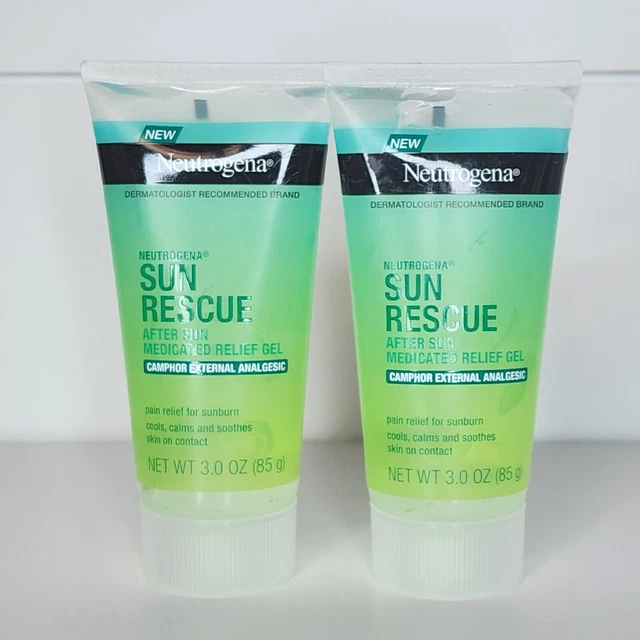 NEW
Neutrogena®
DERMATOLOGIST RECOMMENDED BRAND
NEUTROGENA®
SUN
RESCUE
AFTER SUN
MEDICATED RELIEF GEL
CAMPHOR EXTERNAL ANALGESIC
pain relief for sunburn
cools, calms and soothes
skin on contact
NET WT 3.0 OZ (85 g)
NEW
Neutrogena®
DERMATOLOGIST RECOMMENDED BRAND
NEUTROGENA®
SUN
RESCUE
AFTER SUN
MEDICATED RELIEF GEL
CAMPHOR EXTERNAL ANALGESIC
pain relief for sunburn
cools, calms and soothes
skin on contact
NET WT 3.0 OZ (85 g)